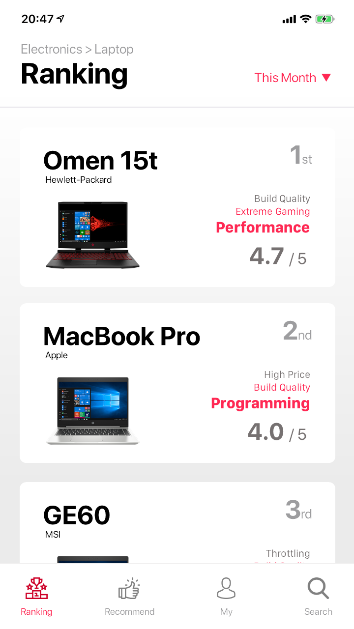 20:47
Electronics > Laptop
Ranking
This Month ▼
Omen 15t
1st
Hewlett-Packard
Build Quality
Extreme Gaming
Performance
4.7 / 5
MacBook Pro
2nd
Apple
High Price
Build Quality
Programming
4.0 / 5
GE60
3rd
MSI
Throttling
Ranking
Recommend
My
Search